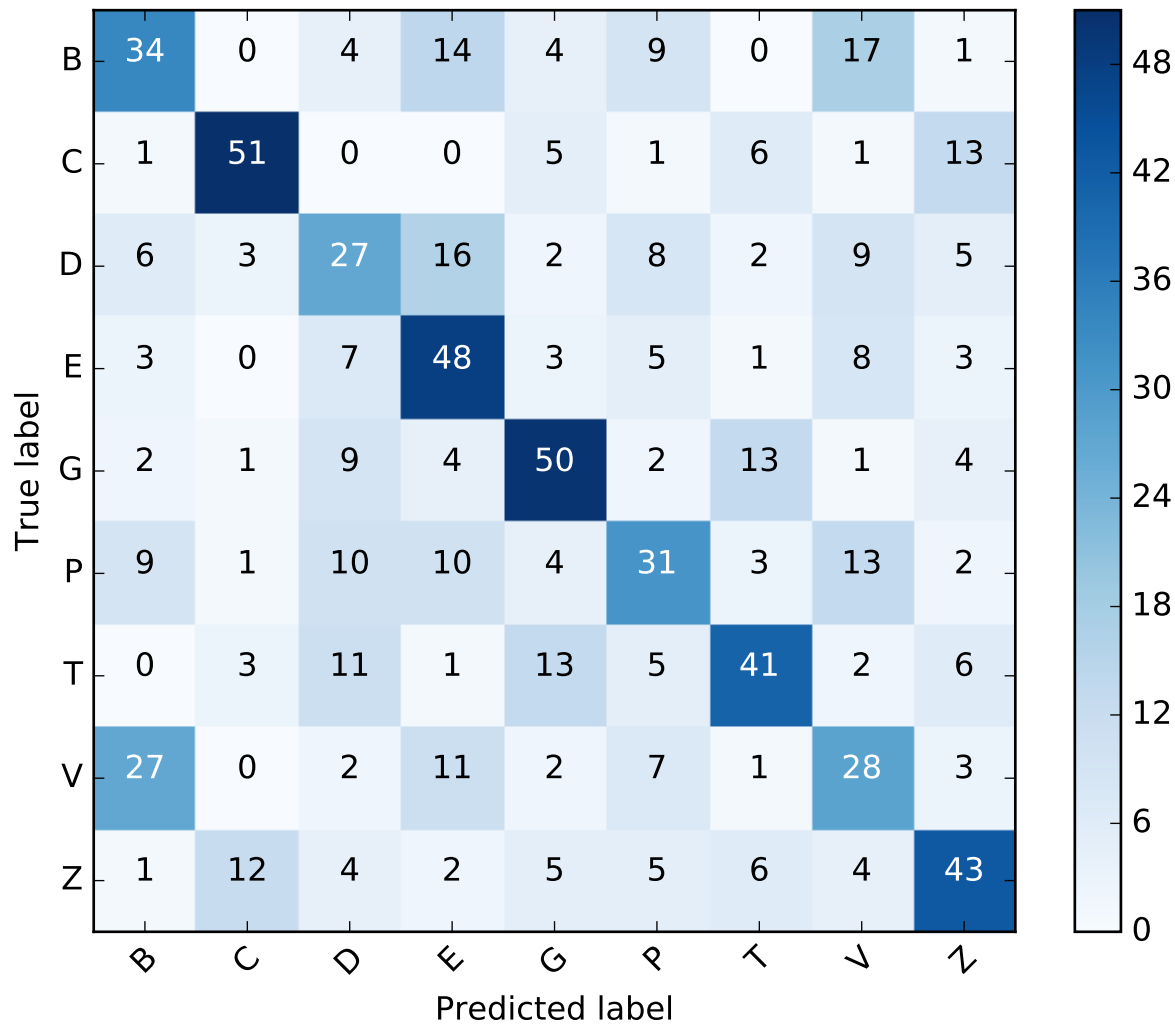 B 34 0 4 14 4 9 0 17 1
C 1 51 0 0 5 1 6 1 13
D 6 3 27 16 2 8 2 9 5
E 3 0 7 48 3 5 1 8 3
G 2 1 9 4 50 2 13 1 4
P 9 1 10 10 4 31 3 13 2
T 0 3 11 1 13 5 41 2 6
V 27 0 2 11 2 7 1 28 3
Z 1 12 4 2 5 5 6 4 43
B C D E G P T V Z
True label
Predicted label
48
42
36
30
24
18
12
6
0